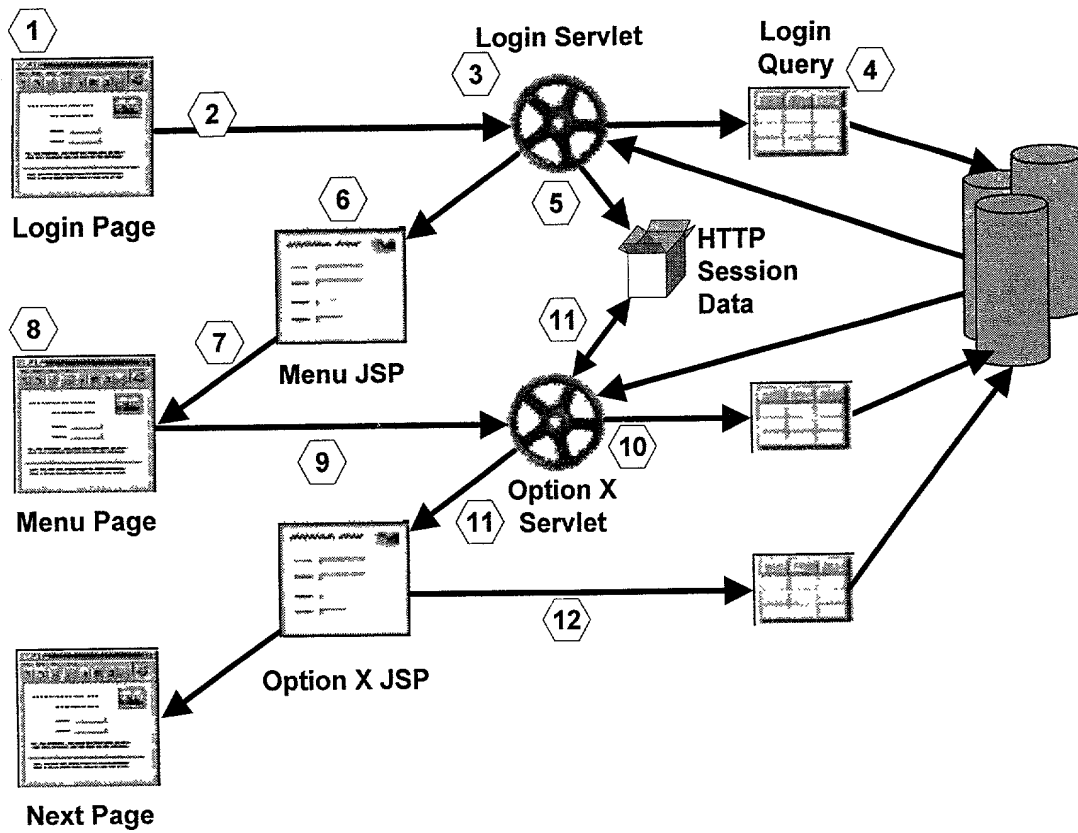 1
Login Servlet
Login
Query
3
4
2
Login Page
6
5
HTTP
Session
Data
11
8
7
Menu JSP
9
10
Menu Page
Option X
Servlet
11
12
Option X JSP
Next Page